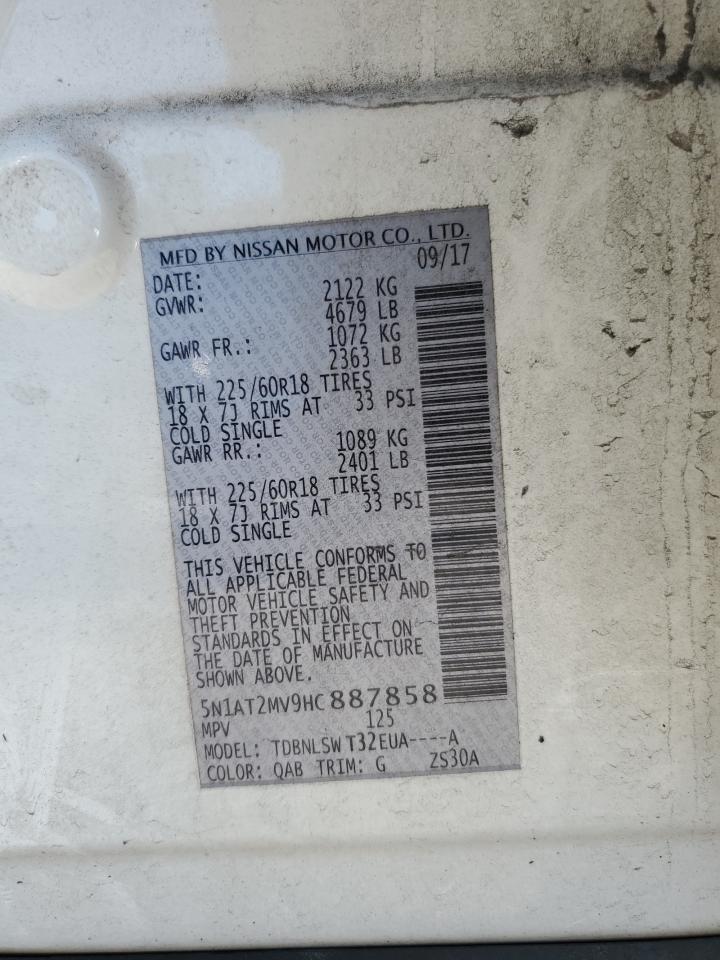 MFD BY NISSAN MOTOR CO., LTD.
DATE: 09/17
GVWR: 2122 KG
4679 LB
GAWR FR.: 1072 KG
2363 LB
WITH 225/60R18 TIRES
18 X 7J RIMS AT 33 PSI
COLD SINGLE
GAWR RR.: 1089 KG
2401 LB
WITH 225/60R18 TIRES
18 X 7J RIMS AT 33 PSI
COLD SINGLE
THIS VEHICLE CONFORMS TO
ALL APPLICABLE FEDERAL
MOTOR VEHICLE SAFETY AND
THEFT PREVENTION
STANDARDS IN EFFECT ON
THE DATE OF MANUFACTURE
SHOWN ABOVE.
5N1AT2MV9HC887858
MPV 125
MODEL: TDBNLSW T32EUA----A
COLOR: QAB TRIM: G ZS30A